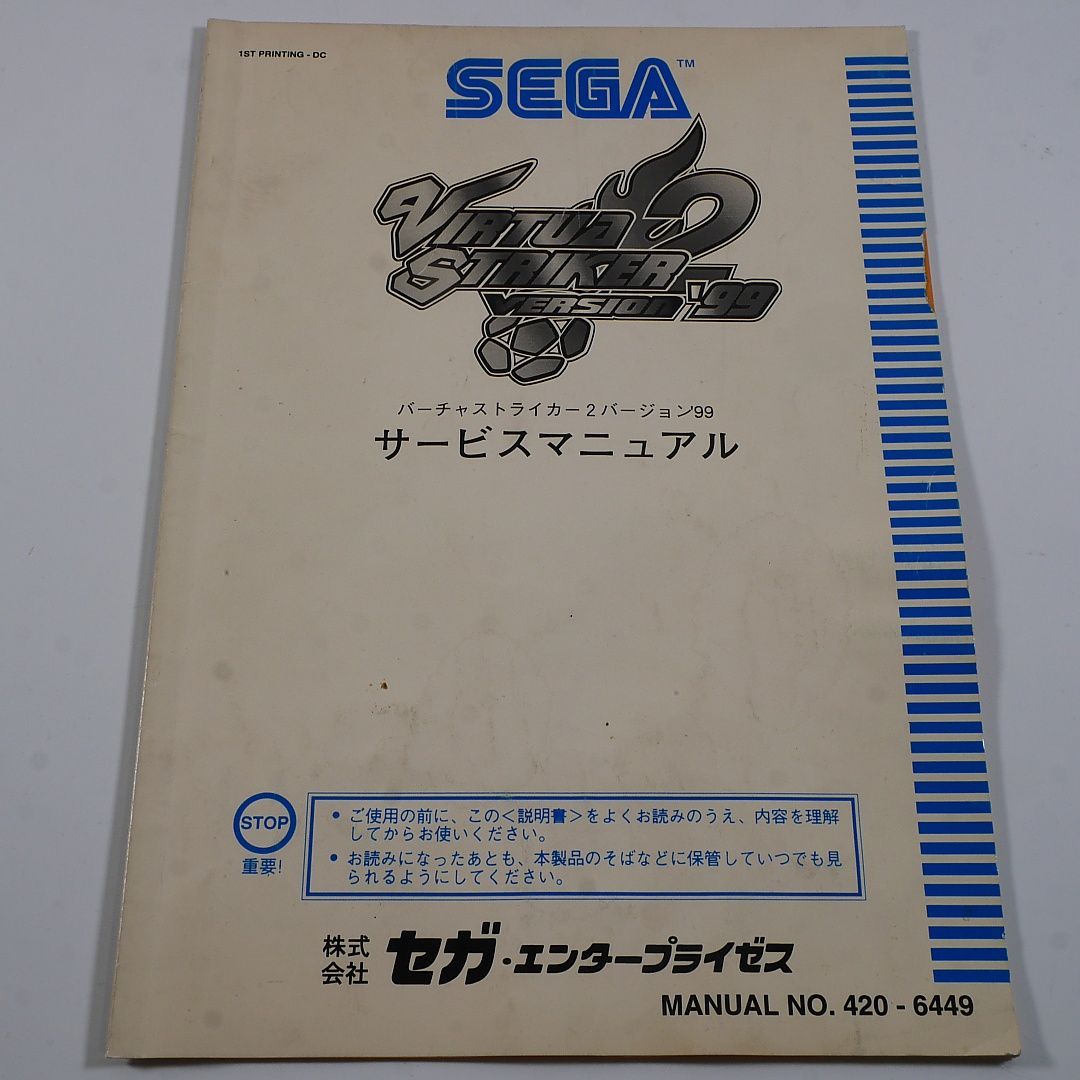 1ST PRINTING - DC
SEGA™
VIRTUA 2
STRIKER
VERSION '99
バーチャストライカー2バージョン'99
サービスマニュアル
STOP
重要!
• ご使用の前に、この<説明書>をよくお読みのうえ、内容を理解
してからお使いください。
• お読みになったあとも、本製品のそばなどに保管していつでも見
られるようにしてください。
株式
会社
セガ・エンタープライゼス
MANUAL NO. 420 - 6449